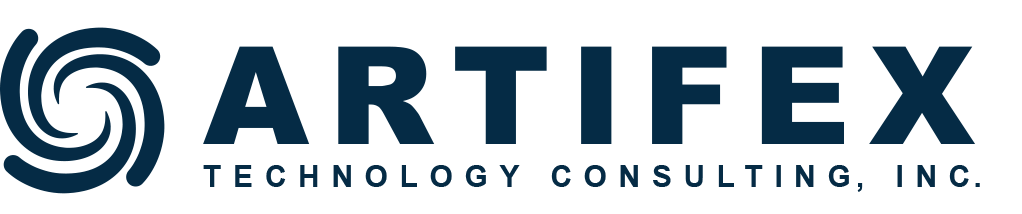 ARTIFEX
TECHNOLOGY CONSULTING, INC.